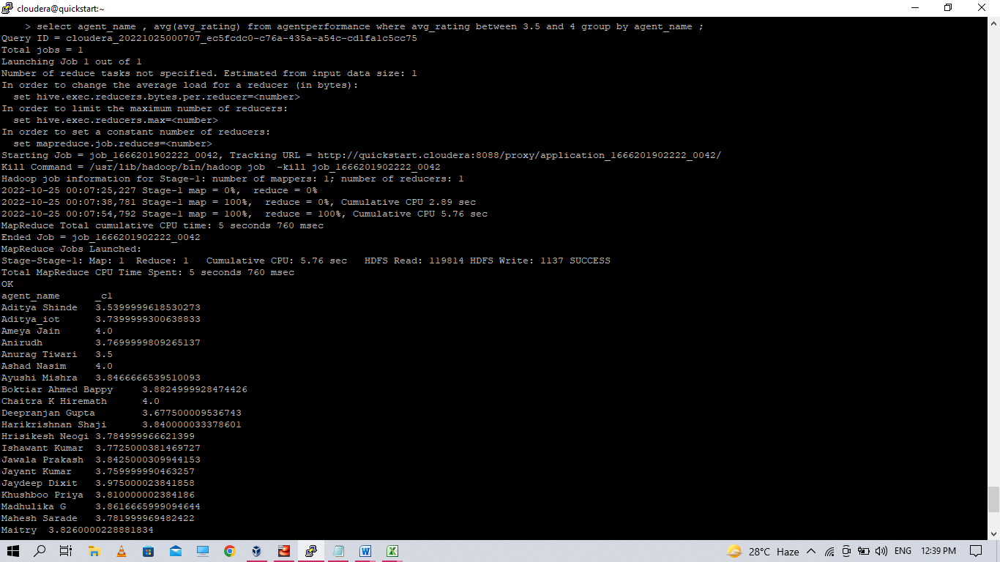 cloudera@quickstart:~
> select agent_name , avg(avg_rating) from agentperformance where avg_rating between 3.5 and 4 group by agent_name ;
Query ID = cloudera_20221025000707_ec5fcdc0-c76a-435a-a54c-cd1fa1c5cc75
Total jobs = 1
Launching Job 1 out of 1
Number of reduce tasks not specified. Estimated from input data size: 1
In order to change the average load for a reducer (in bytes):
  set hive.exec.reducers.bytes.per.reducer=<number>
In order to limit the maximum number of reducers:
  set hive.exec.reducers.max=<number>
In order to set a constant number of reducers:
  set mapreduce.job.reduces=<number>
Starting Job = job_1666201902222_0042, Tracking URL = http://quickstart.cloudera:8088/proxy/application_1666201902222_0042/
Kill Command = /usr/lib/hadoop/bin/hadoop job  -kill job_1666201902222_0042
Hadoop job information for Stage-1: number of mappers: 1; number of reducers: 1
2022-10-25 00:07:25,227 Stage-1 map = 0%,  reduce = 0%
2022-10-25 00:07:38,781 Stage-1 map = 100%,  reduce = 0%, Cumulative CPU 2.89 sec
2022-10-25 00:07:54,792 Stage-1 map = 100%,  reduce = 100%, Cumulative CPU 5.76 sec
MapReduce Total cumulative CPU time: 5 seconds 760 msec
Ended Job = job_1666201902222_0042
MapReduce Jobs Launched:
Stage-Stage-1: Map: 1  Reduce: 1   Cumulative CPU: 5.76 sec   HDFS Read: 119814 HDFS Write: 1137 SUCCESS
Total MapReduce CPU Time Spent: 5 seconds 760 msec
OK
agent_name      _c1
Aditya Shinde   3.5399999618530273
Aditya_iot      3.7399999300638833
Ameya Jain      4.0
Anirudh         3.7699999809265137
Anurag Tiwari   3.5
Ashad Nasim     4.0
Ayushi Mishra   3.8466666539510093
Boktiar Ahmed Bappy     3.8824999928474426
Chaitra K Hiremath      4.0
Deepranjan Gupta        3.677500009536743
Harikrishnan Shaji      3.840000033378601
Hrisikesh Neogi 3.784999966621399
Ishawant Kumar  3.7725000381469727
Jawala Prakash  3.8425000309944153
Jayant Kumar    3.759999990463257
Jaydeep Dixit   3.975000023841858
Khushboo Priya  3.810000002384186
Madhulika G     3.8616665999094644
Mahesh Sarade   3.781999969482422
Maitry  3.8260000228881834
28°C Haze ENG 12:39 PM